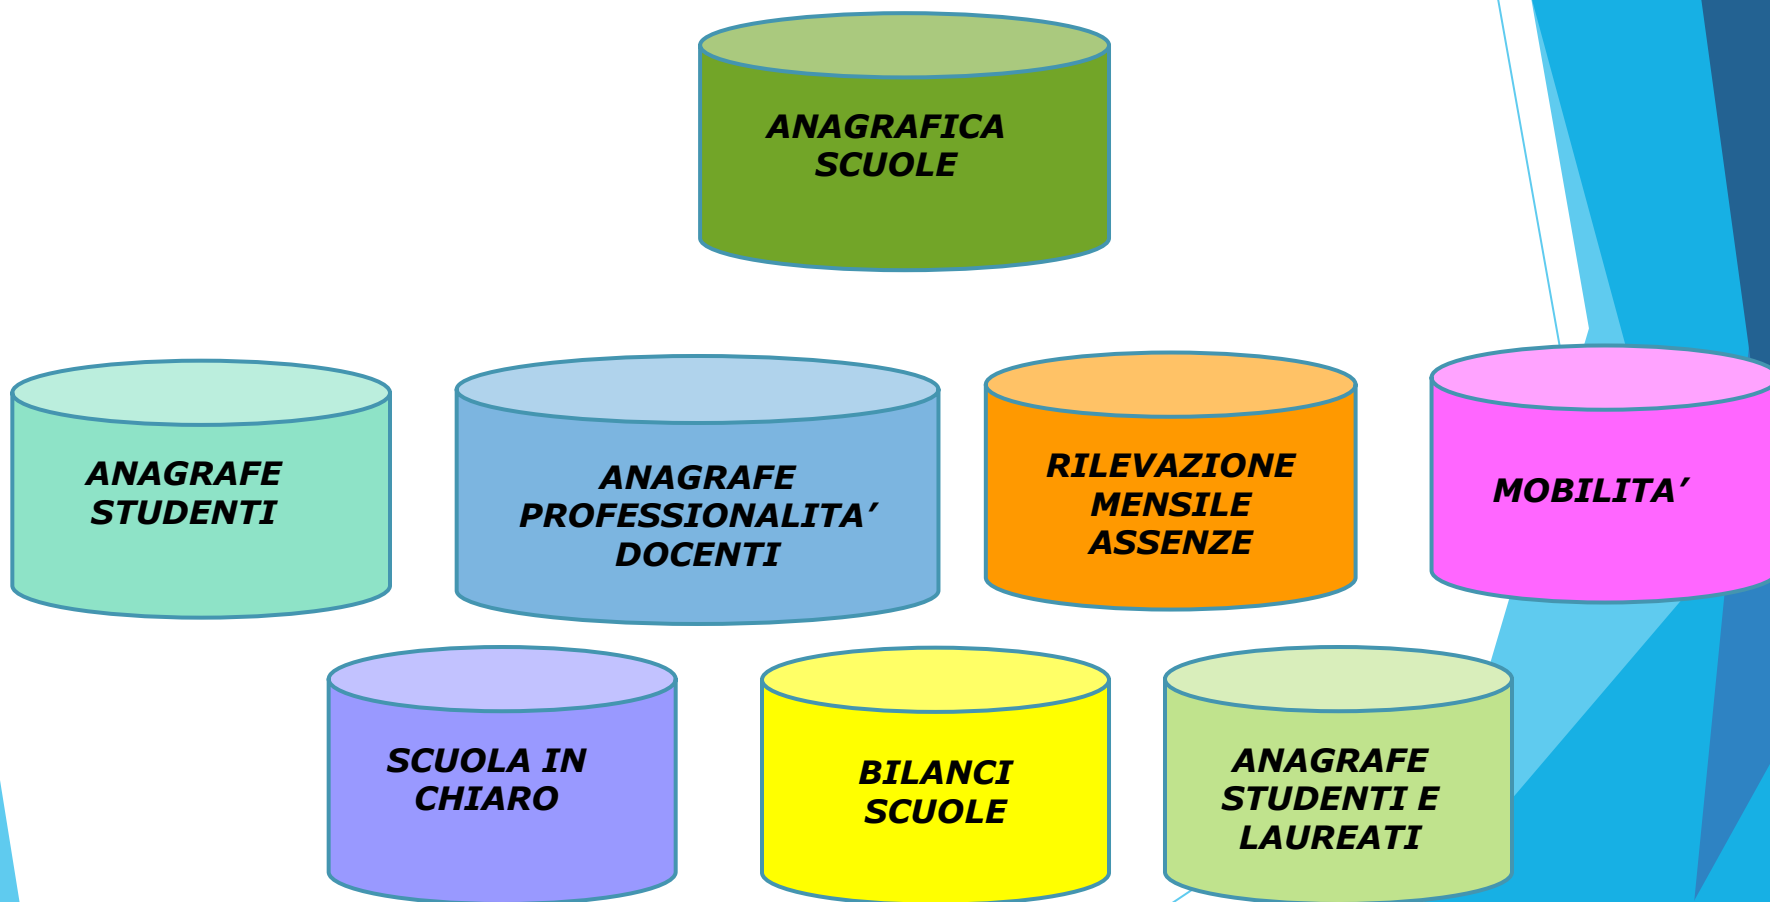 ANAGRAFICA
SCUOLE
ANAGRAFE
STUDENTI
ANAGRAFE
PROFESSIONALITA’
DOCENTI
RILEVAZIONE
MENSILE
ASSENZE
MOBILITA’
SCUOLA IN
CHIARO
BILANCI
SCUOLE
ANAGRAFE
STUDENTI E
LAUREATI